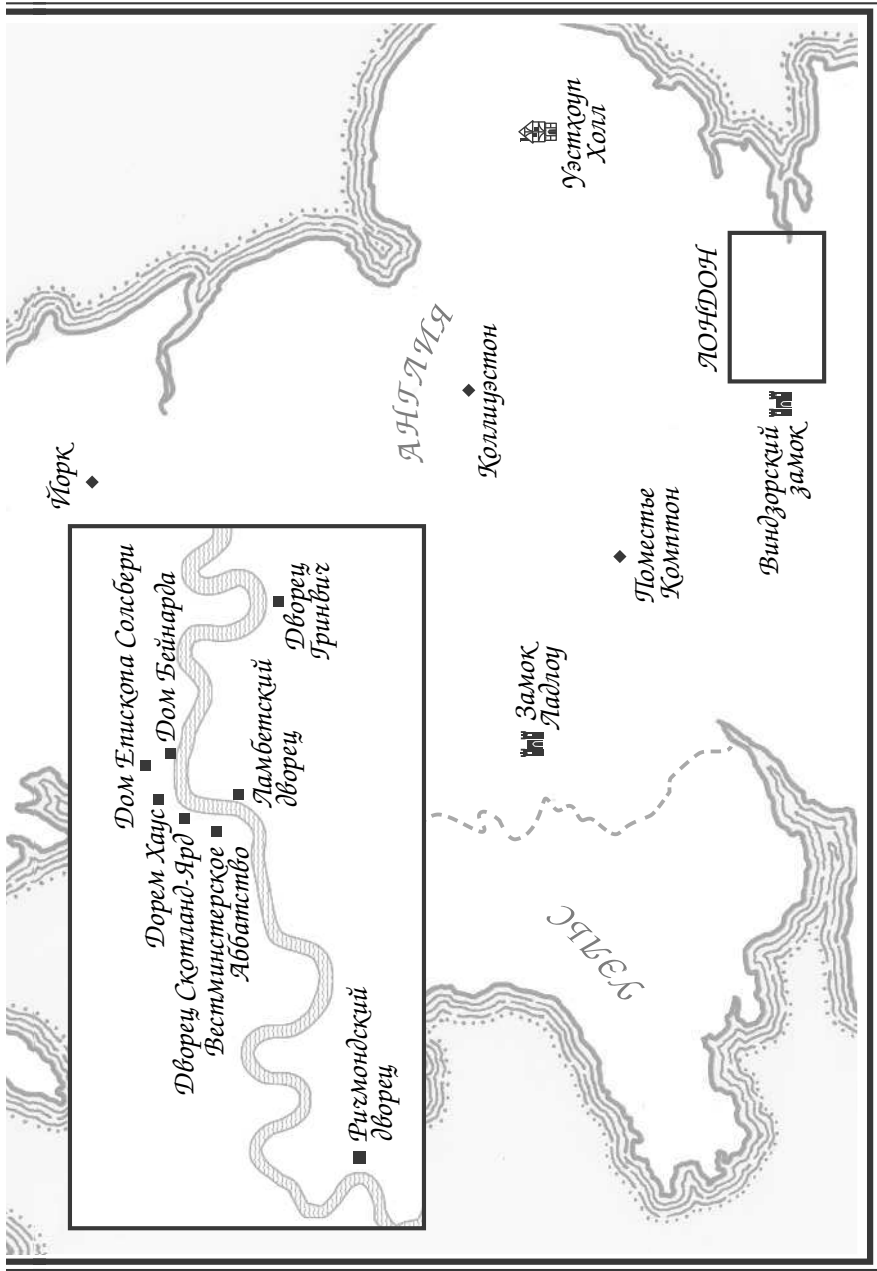 Йорк
АНГЛИЯ
Коллиуэстон
Уэстхоуп
Холл
Замок
Ладлоу
Поместье
Комптон
УЭЛЬС
ЛОНДОН
Виндзорский
замок
Дом Епископа Солсбери
Дом Бейнарда
Дорем Хаус
Дворец Скотланд-Ярд
Вестминстерское
Аббатство
Ламбетский
дворец
Дворец
Гринвич
Ричмондский
дворец